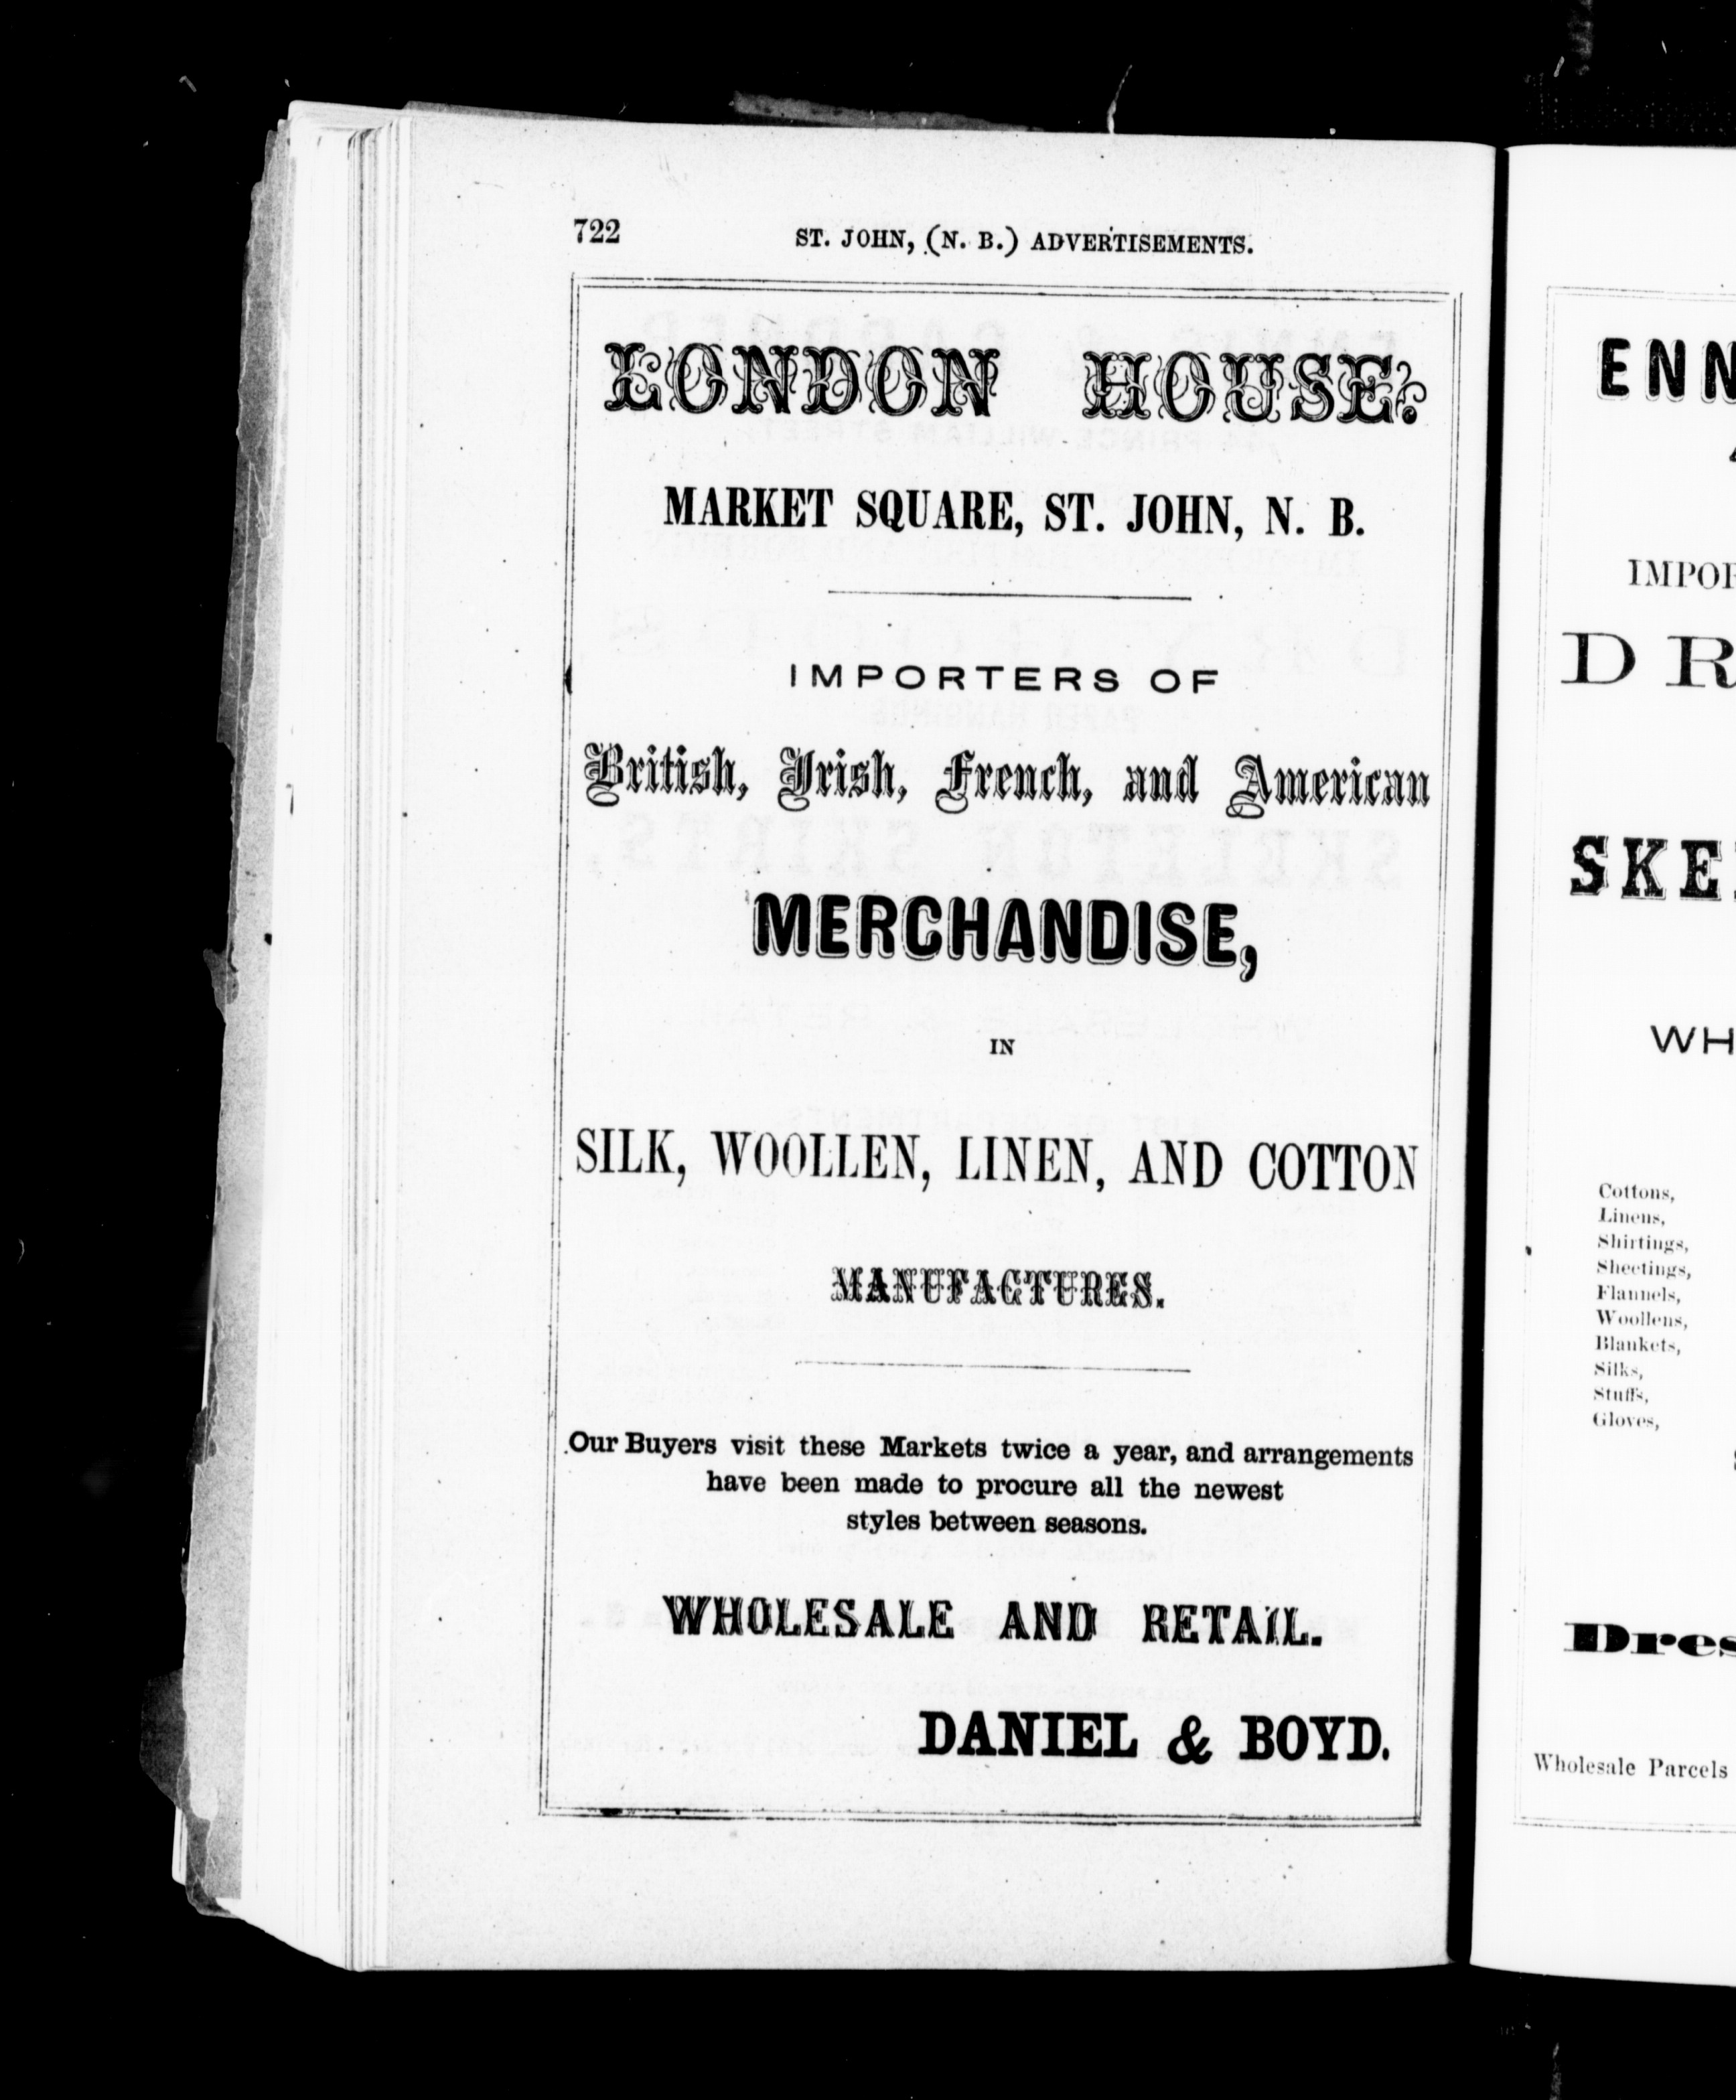 722
ST. JOHN, (N. B.) ADVERTISEMENTS.
LONDON HOUSE.
MARKET SQUARE, ST. JOHN, N. B.
IMPORTERS OF
British, Irish, French, and American
MERCHANDISE,
IN
SILK, WOOLLEN, LINEN, AND COTTON
MANUFACTURES.
Our Buyers visit these Markets twice a year, and arrangements
have been made to procure all the newest
styles between seasons.
WHOLESALE AND RETAIL.
DANIEL & BOYD.
ENN
IMPOR
DR
SKE
WH
Cottons,
Linens,
Shirtings,
Sheetings,
Flannels,
Woollens,
Blankets,
Silks,
Stuffs,
Gloves,
Dres
Wholesale Parcels